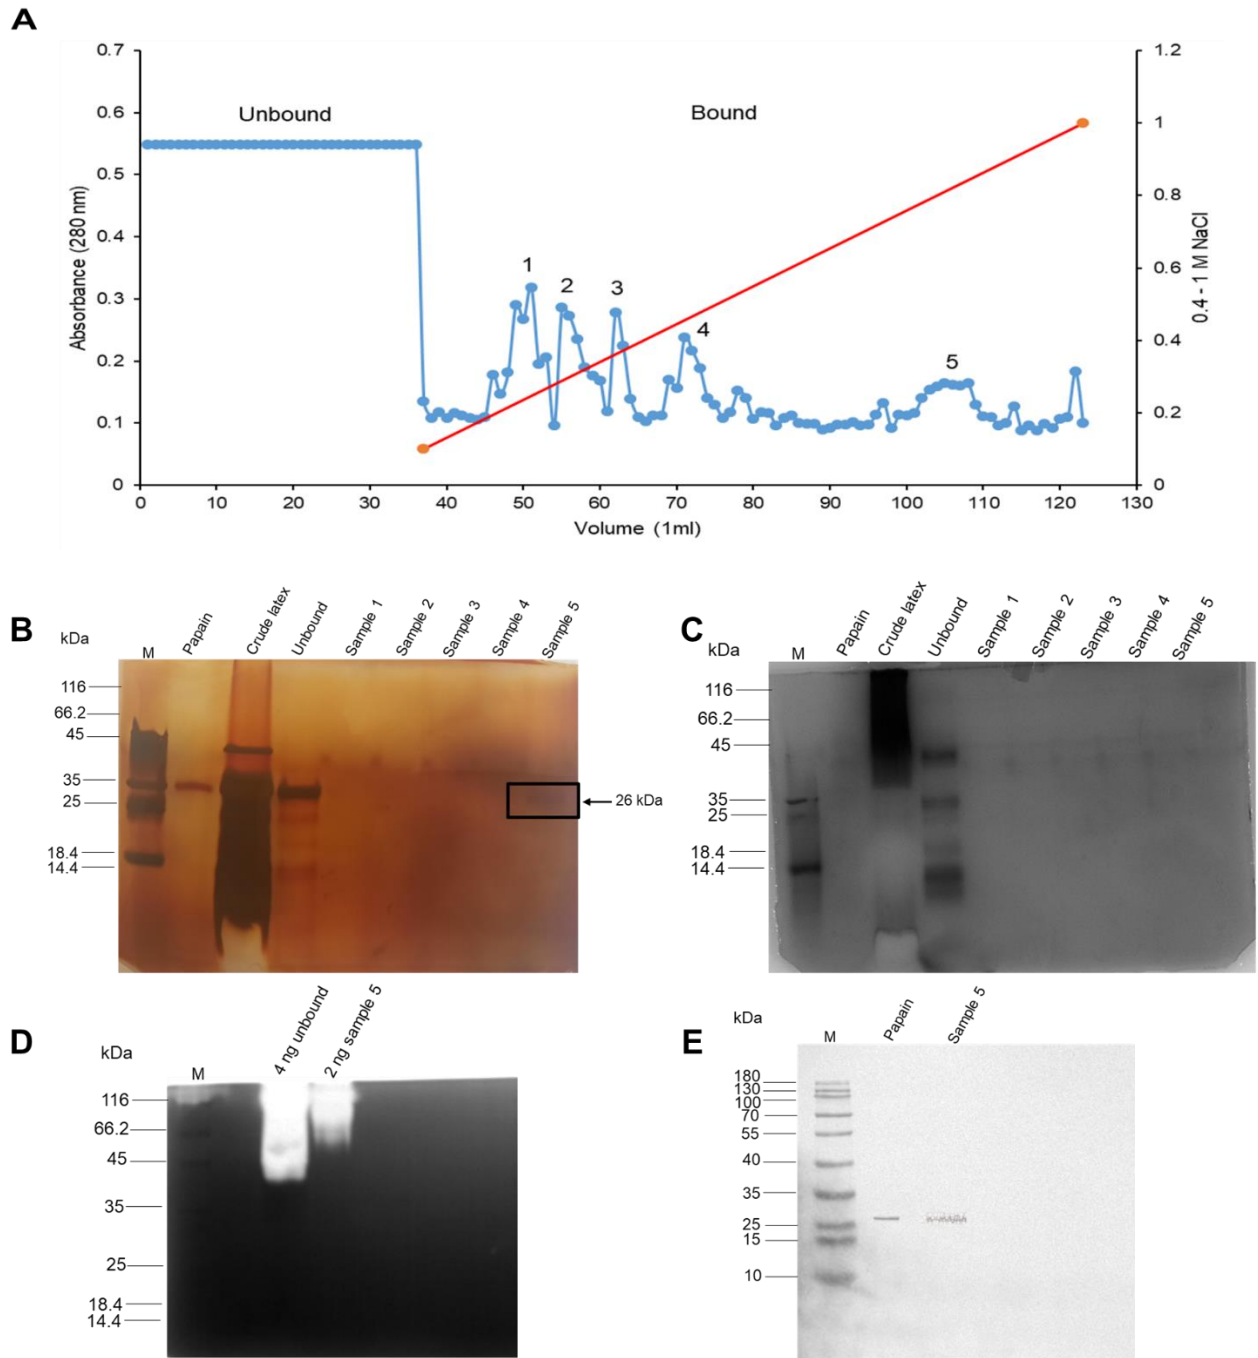 A
0.7
0.6
0.5
0.4
0.3
0.2
0.1
0
Absorbance (280 nm)
Unbound
Bound
1
2
3
4
5
1.2
1
0.8
0.6
0.4
0.2
0
0.4 - 1 M NaCl
0 10 20 30 40 50 60 70 80 90 100 110 120 130
Volume (1ml)
B
kDa
M Papain Crude latex Unbound Sample 1 Sample 2 Sample 3 Sample 4 Sample 5
116
66.2
45
35
25
18.4
14.4
26 kDa
C
kDa
M Papain Crude latex Unbound Sample 1 Sample 2 Sample 3 Sample 4 Sample 5
116
66.2
45
35
25
18.4
14.4
D
kDa
M 4 ng unbound 2 ng sample 5
116
66.2
45
35
25
18.4
14.4
E
kDa
M Papain Sample 5
180
130
100
70
55
40
35
25
15
10